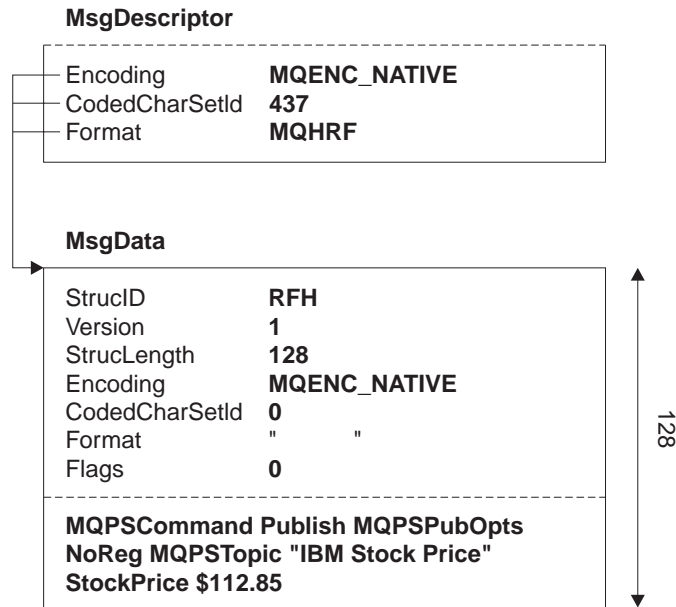 MsgDescriptor
Encoding MQENC_NATIVE
CodedCharSetId 437
Format MQHRF
MsgData
StrucID RFH
Version 1
StrucLength 128
Encoding MQENC_NATIVE
CodedCharSetId 0
Format " "
Flags 0
128
MQPSCommand Publish MQPSPubOpts
NoReg MQPSTopic "IBM Stock Price"
StockPrice $112.85